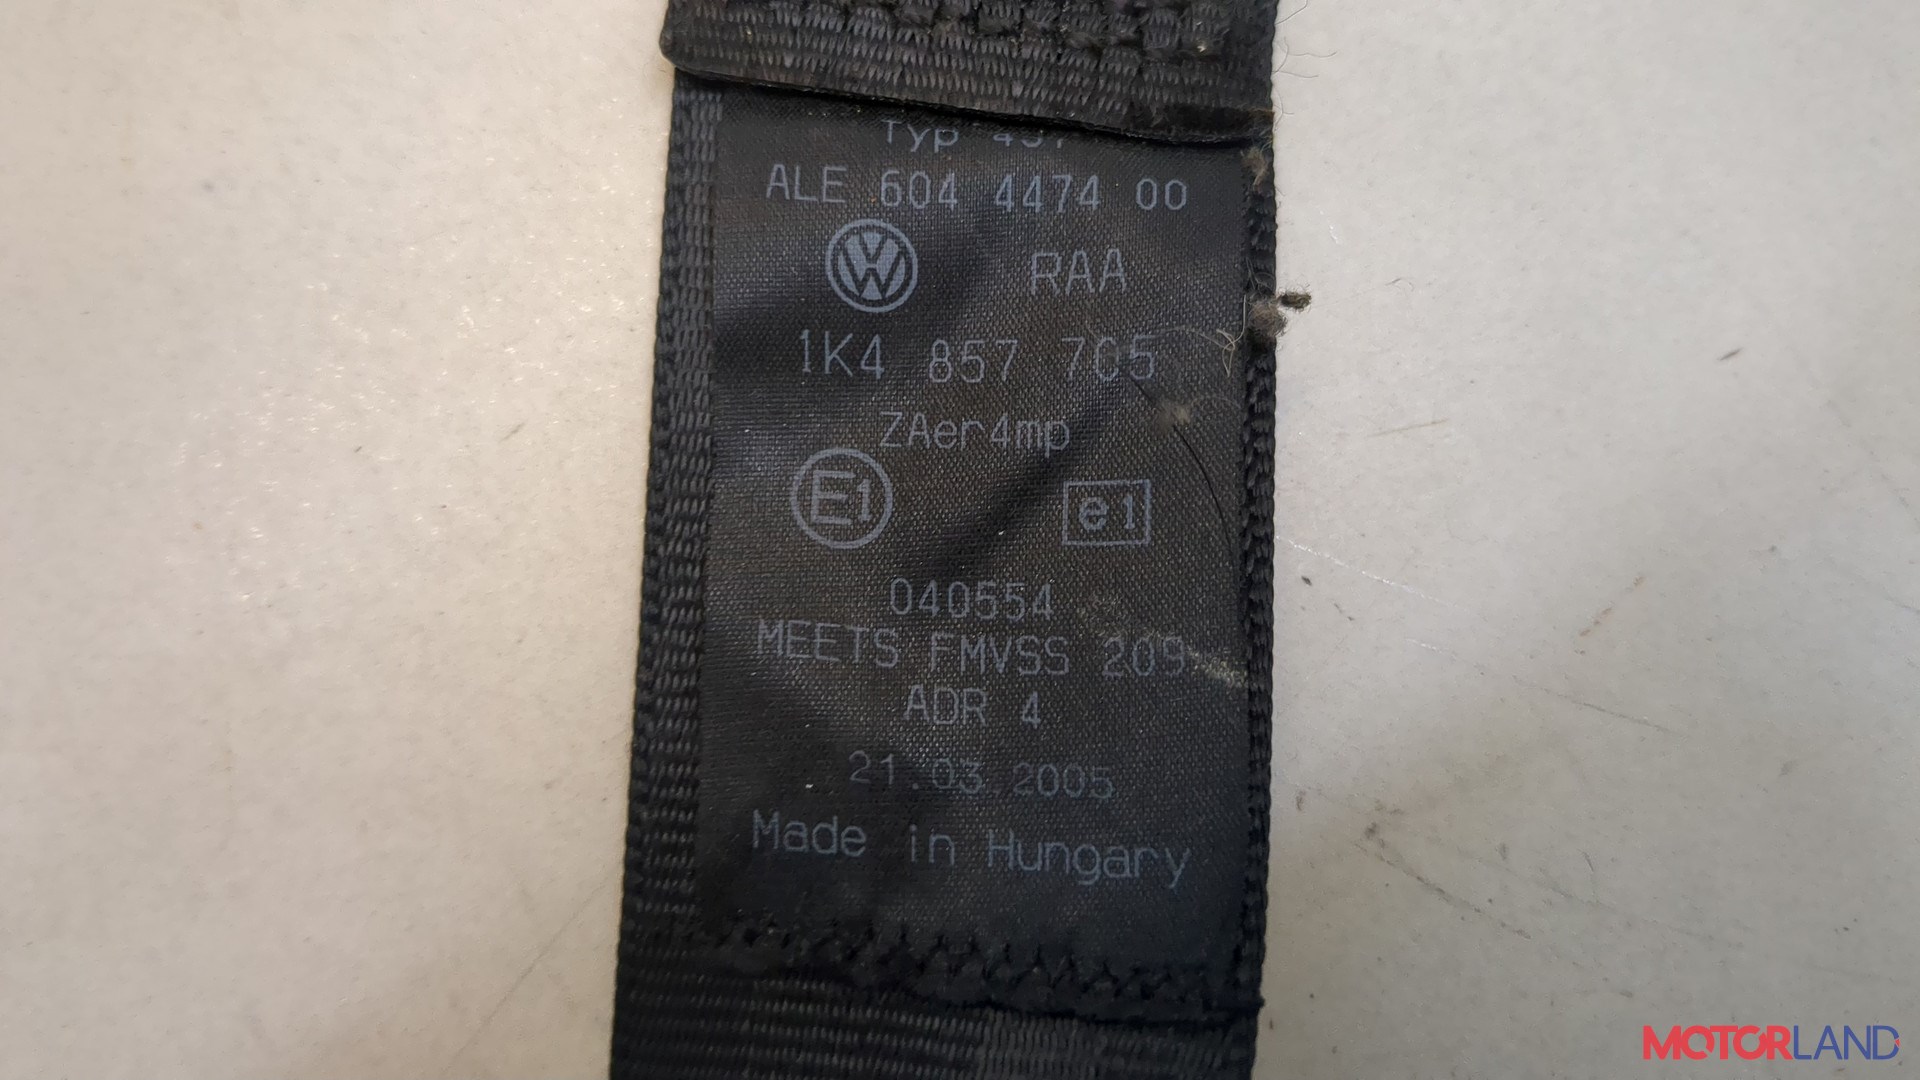 Typ
ALE 604 4474 00
RAA
1K4 857 705
ZAer4mp
E1 e1
040554
MEETS FMVSS 209
ADR 4
21.03.2005
Made in Hungary
MOTORLAND